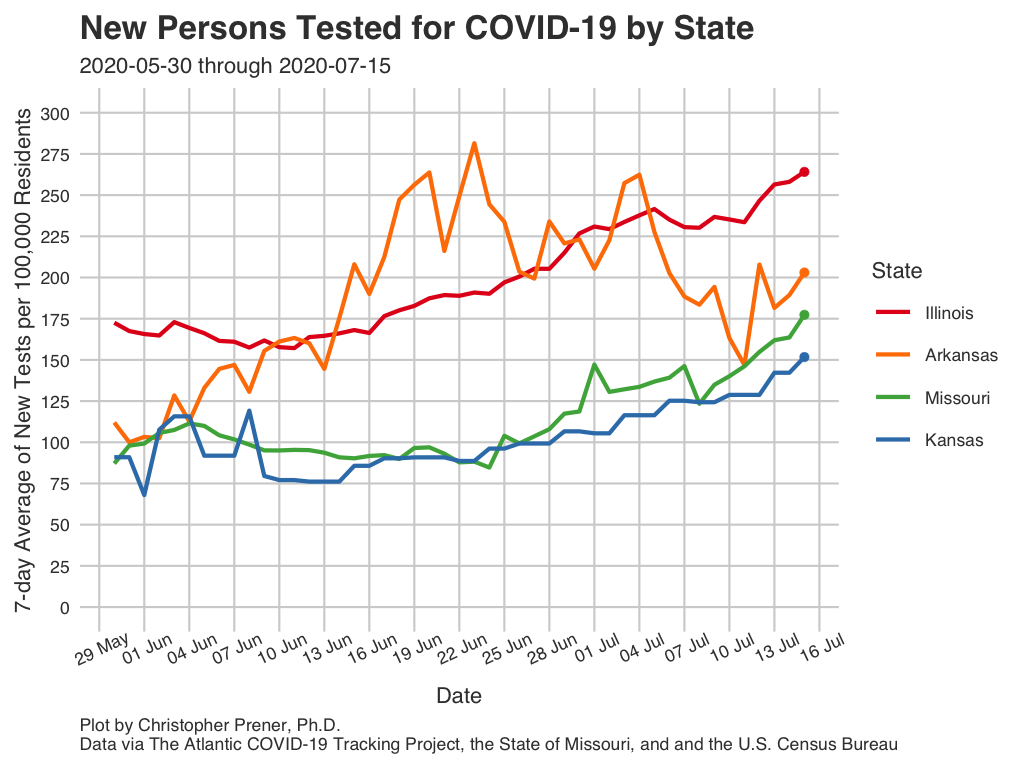 New Persons Tested for COVID-19 by State
2020-05-30 through 2020-07-15
7-day Average of New Tests per 100,000 Residents
300
275
250
225
200
175
150
125
100
75
50
25
0
29 May
01 Jun
04 Jun
07 Jun
10 Jun
13 Jun
16 Jun
19 Jun
22 Jun
25 Jun
28 Jun
01 Jul
04 Jul
07 Jul
10 Jul
13 Jul
16 Jul
Date
State
Illinois
Arkansas
Missouri
Kansas
Plot by Christopher Prener, Ph.D.
Data via The Atlantic COVID-19 Tracking Project, the State of Missouri, and and the U.S. Census Bureau